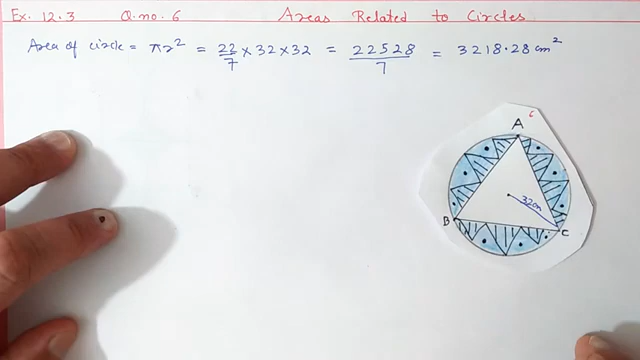 Ex. 12.3 Q.no. 6 Areas Related to Circles
Area of circle = πr² = 22/7 × 32 × 32 = 22528/7 = 3218.28 cm²
A
B
C
32cm